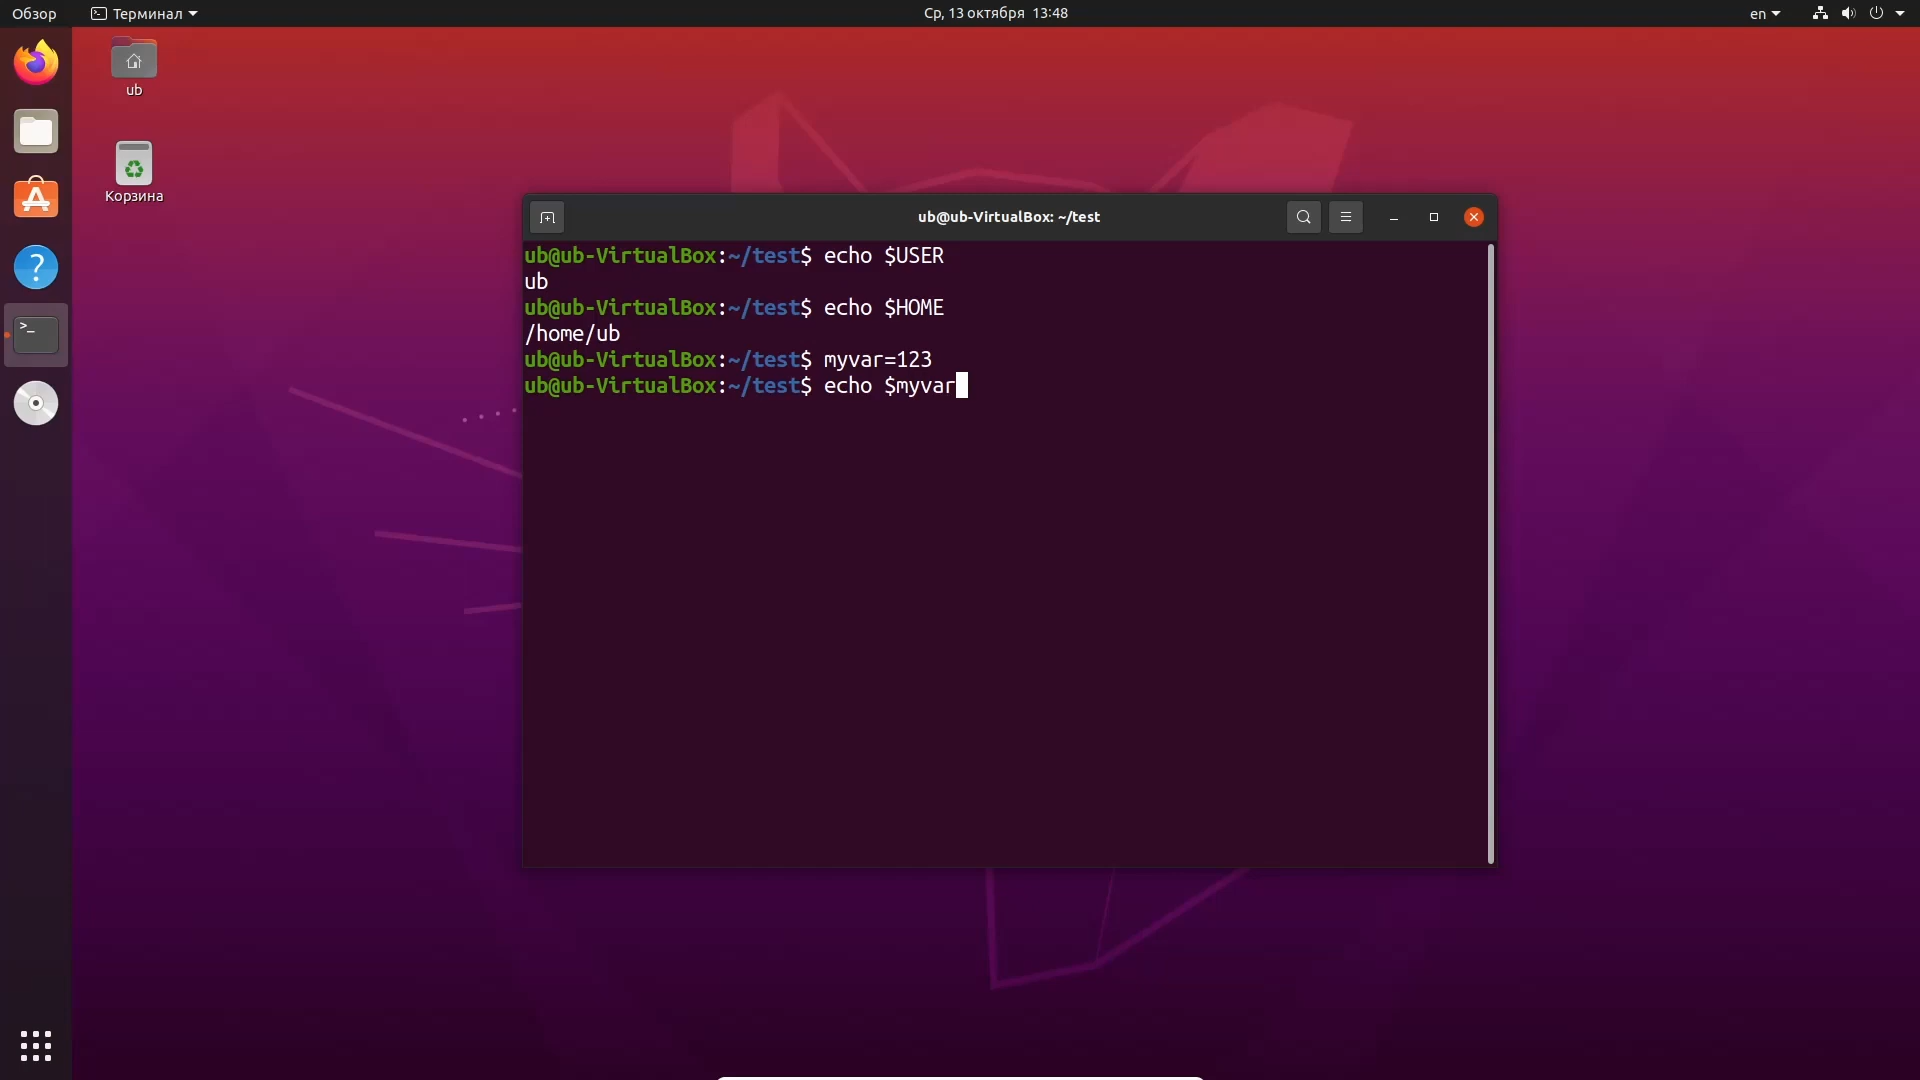 Обзор
Терминал
Ср, 13 октября 13:48
en
ub
Корзина
ub@ub-VirtualBox: ~/test
ub@ub-VirtualBox:~/test$ echo $USER
ub
ub@ub-VirtualBox:~/test$ echo $HOME
/home/ub
ub@ub-VirtualBox:~/test$ myvar=123
ub@ub-VirtualBox:~/test$ echo $myvar